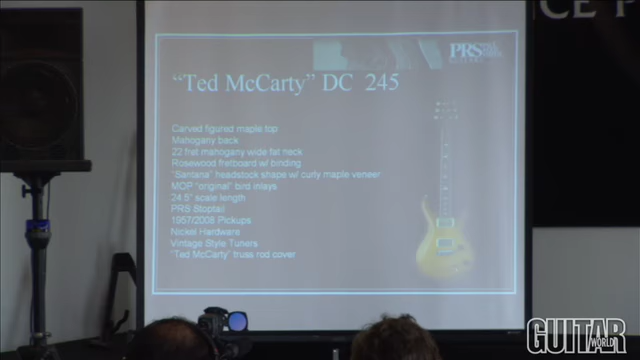 CE P
PRS
"Ted McCarty" DC 245
Carved figured maple top
Mahogany back
22 fret mahogany wide fat neck
Rosewood fretboard w/ binding
"Santana" headstock shape w/ curly maple veneer
MOP "original" bird inlays
24.5" scale length
PRS Stoptail
1957/2008 Pickups
Nickel Hardware
Vintage Style Tuners
"Ted McCarty" truss rod cover
GUITAR
WORLD